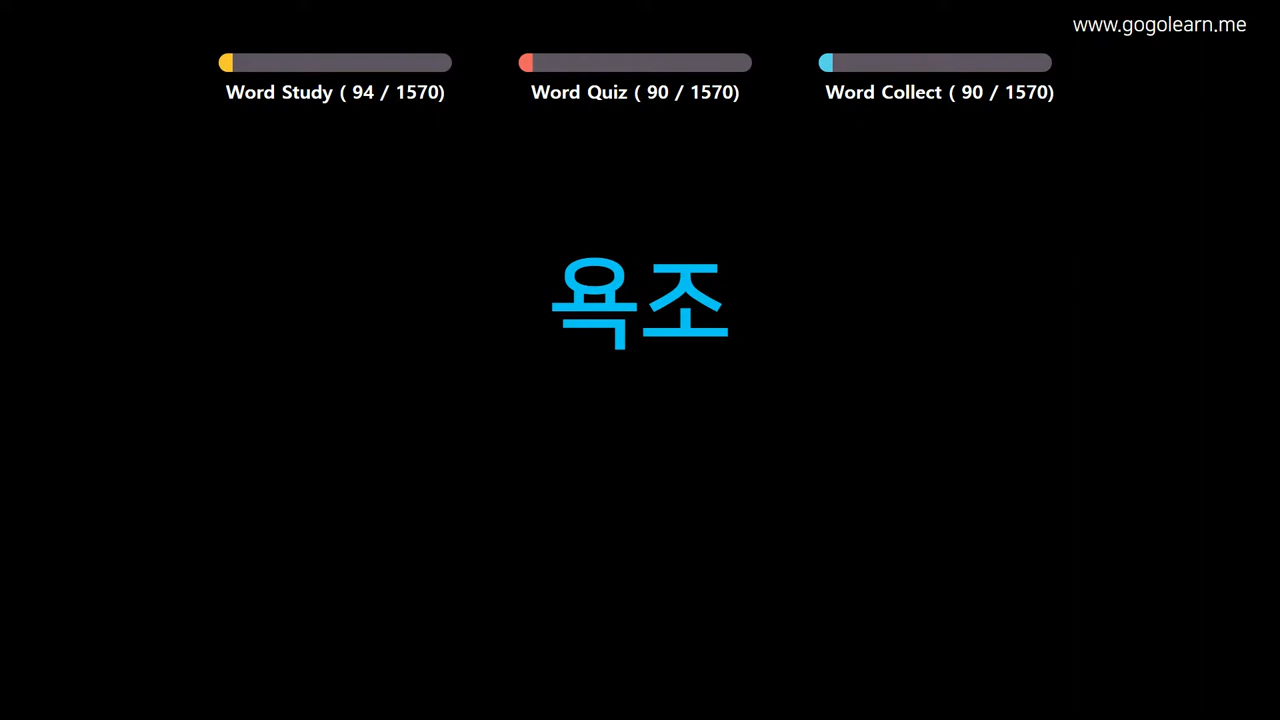 www.gogolearn.me
Word Study ( 94 / 1570)
Word Quiz ( 90 / 1570)
Word Collect ( 90 / 1570)
욕조